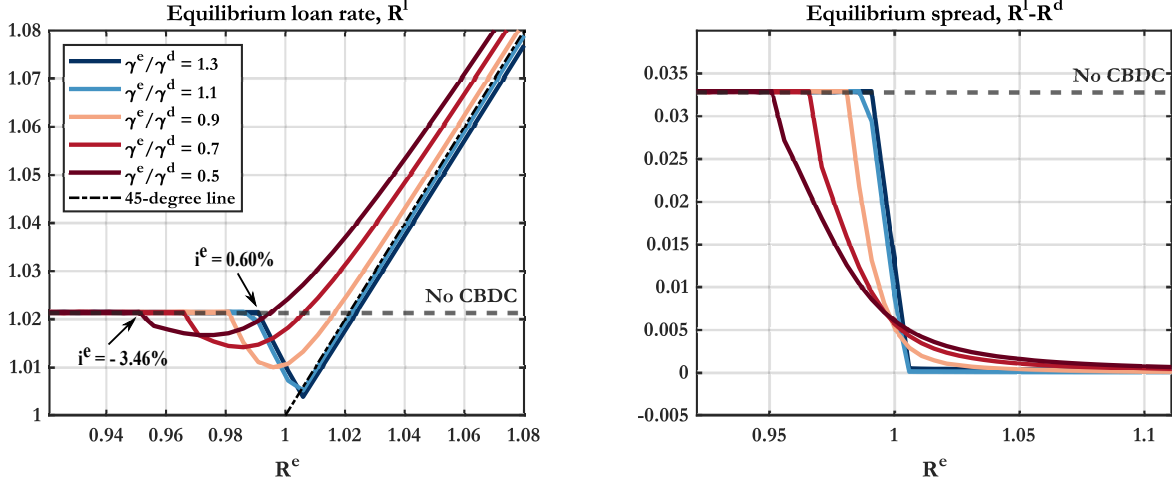 Equilibrium loan rate, R^l
1.08
1.07
1.06
1.05
1.04
1.03
1.02
1.01
1
γ^e/γ^d = 1.3
γ^e/γ^d = 1.1
γ^e/γ^d = 0.9
γ^e/γ^d = 0.7
γ^e/γ^d = 0.5
45-degree line
i^e = 0.60%
No CBDC
i^e = - 3.46%
0.94 0.96 0.98 1 1.02 1.04 1.06 1.08
R^e
Equilibrium spread, R^l-R^d
0.035
0.03
0.025
0.02
0.015
0.01
0.005
0
-0.005
No CBDC
0.95 1 1.05 1.1
R^e